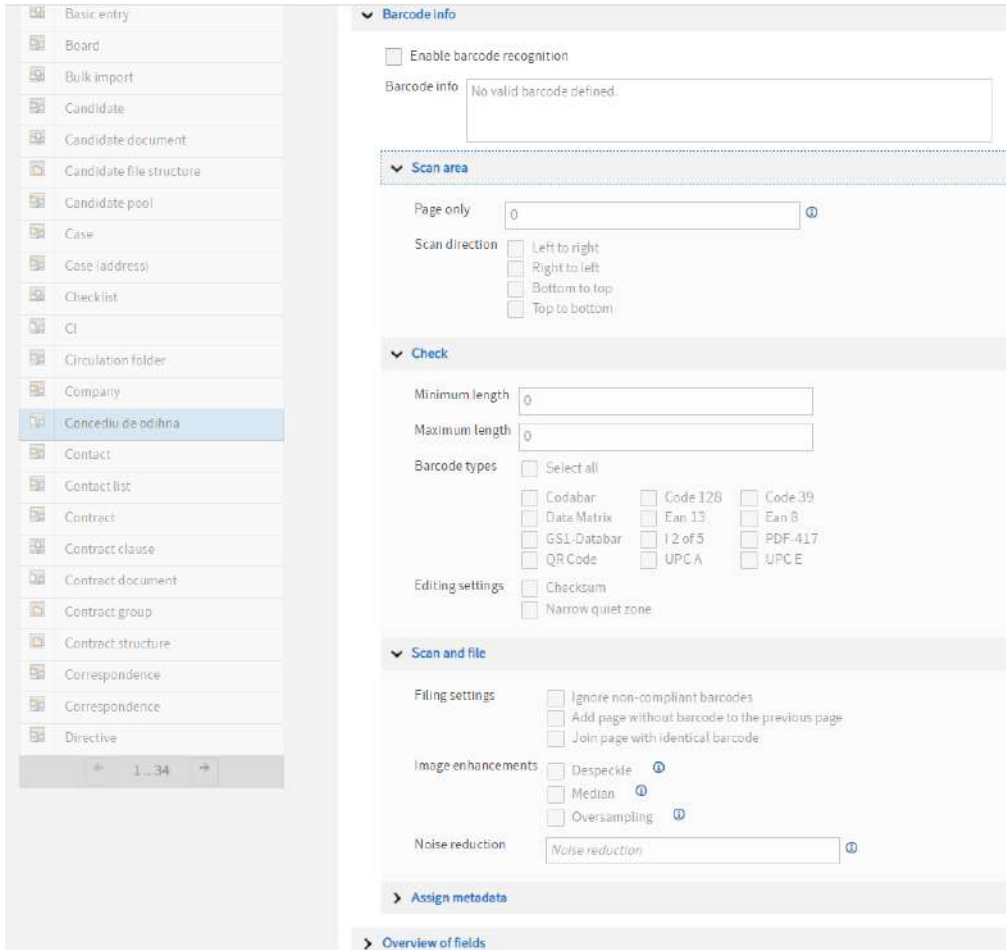 Basic entry
Board
Bulk import
Candidate
Candidate document
Candidate file structure
Candidate pool
Case
Case (address)
Checklist
CI
Circulation folder
Company
Concediu de odihna
Contact
Contact list
Contract
Contract clause
Contract document
Contract group
Contract structure
Correspondence
Correspondence
Directive
1 .. 34
Barcode info
Enable barcode recognition
Barcode info No valid barcode defined.
Scan area
Page only 0
Scan direction Left to right
Right to left
Bottom to top
Top to bottom
Check
Minimum length 0
Maximum length 0
Barcode types Select all
Codabar Code 128 Code 39
Data Matrix Ean 13 Ean 8
GS1-Databar I 2 of 5 PDF-417
QR Code UPC A UPC E
Editing settings Checksum
Narrow quiet zone
Scan and file
Filing settings Ignore non-compliant barcodes
Add page without barcode to the previous page
Join page with identical barcode
Image enhancements Despeckle
Median
Oversampling
Noise reduction Noise reduction
Assign metadata
Overview of fields